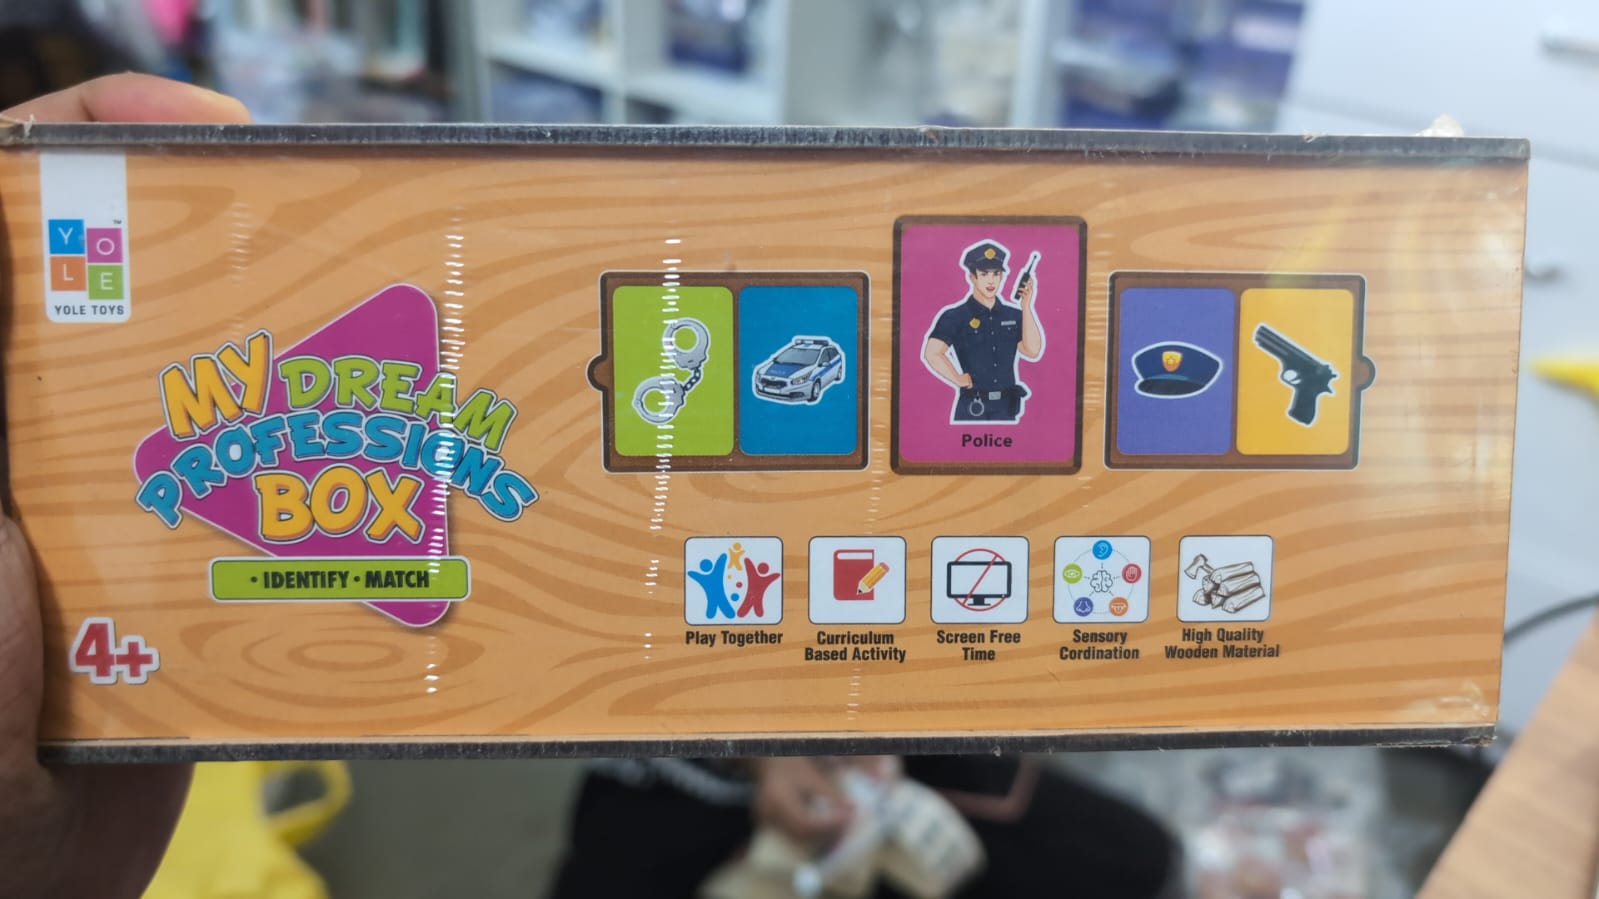 Y O
L E
™
YOLE TOYS
MY DREAM
PROFESSIONS
BOX
• IDENTIFY • MATCH
4+
Police
Play Together
Curriculum
Based Activity
Screen Free
Time
Sensory
Cordination
High Quality
Wooden Material